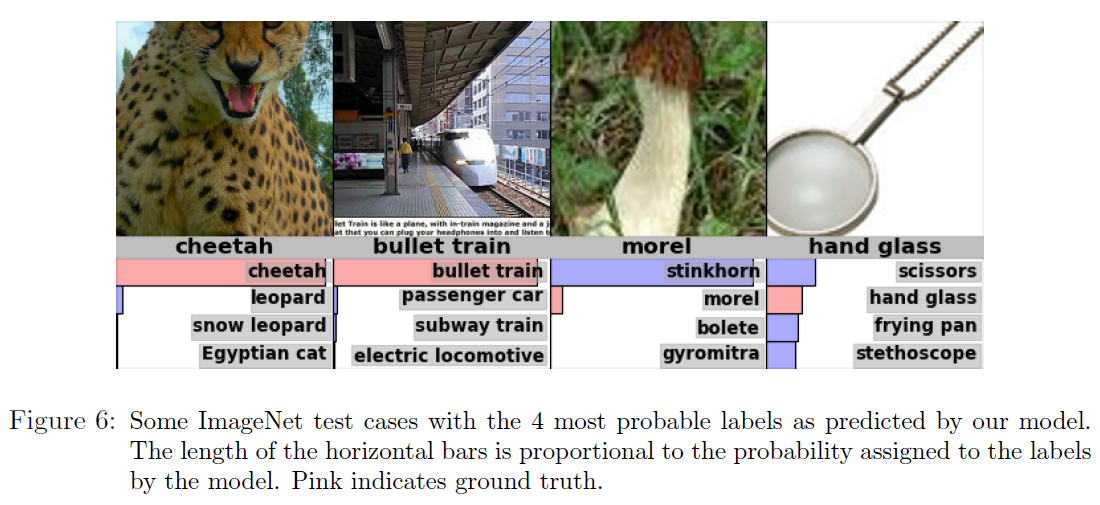 let Train is like a plane, with in-train magazine and a
at that you can plug your headphones into and listen
cheetah
bullet train
morel
hand glass
cheetah
leopard
snow leopard
Egyptian cat
bullet train
passenger car
subway train
electric locomotive
stinkhorn
morel
bolete
gyromitra
scissors
hand glass
frying pan
stethoscope
Figure 6: Some ImageNet test cases with the 4 most probable labels as predicted by our model.
The length of the horizontal bars is proportional to the probability assigned to the labels
by the model. Pink indicates ground truth.